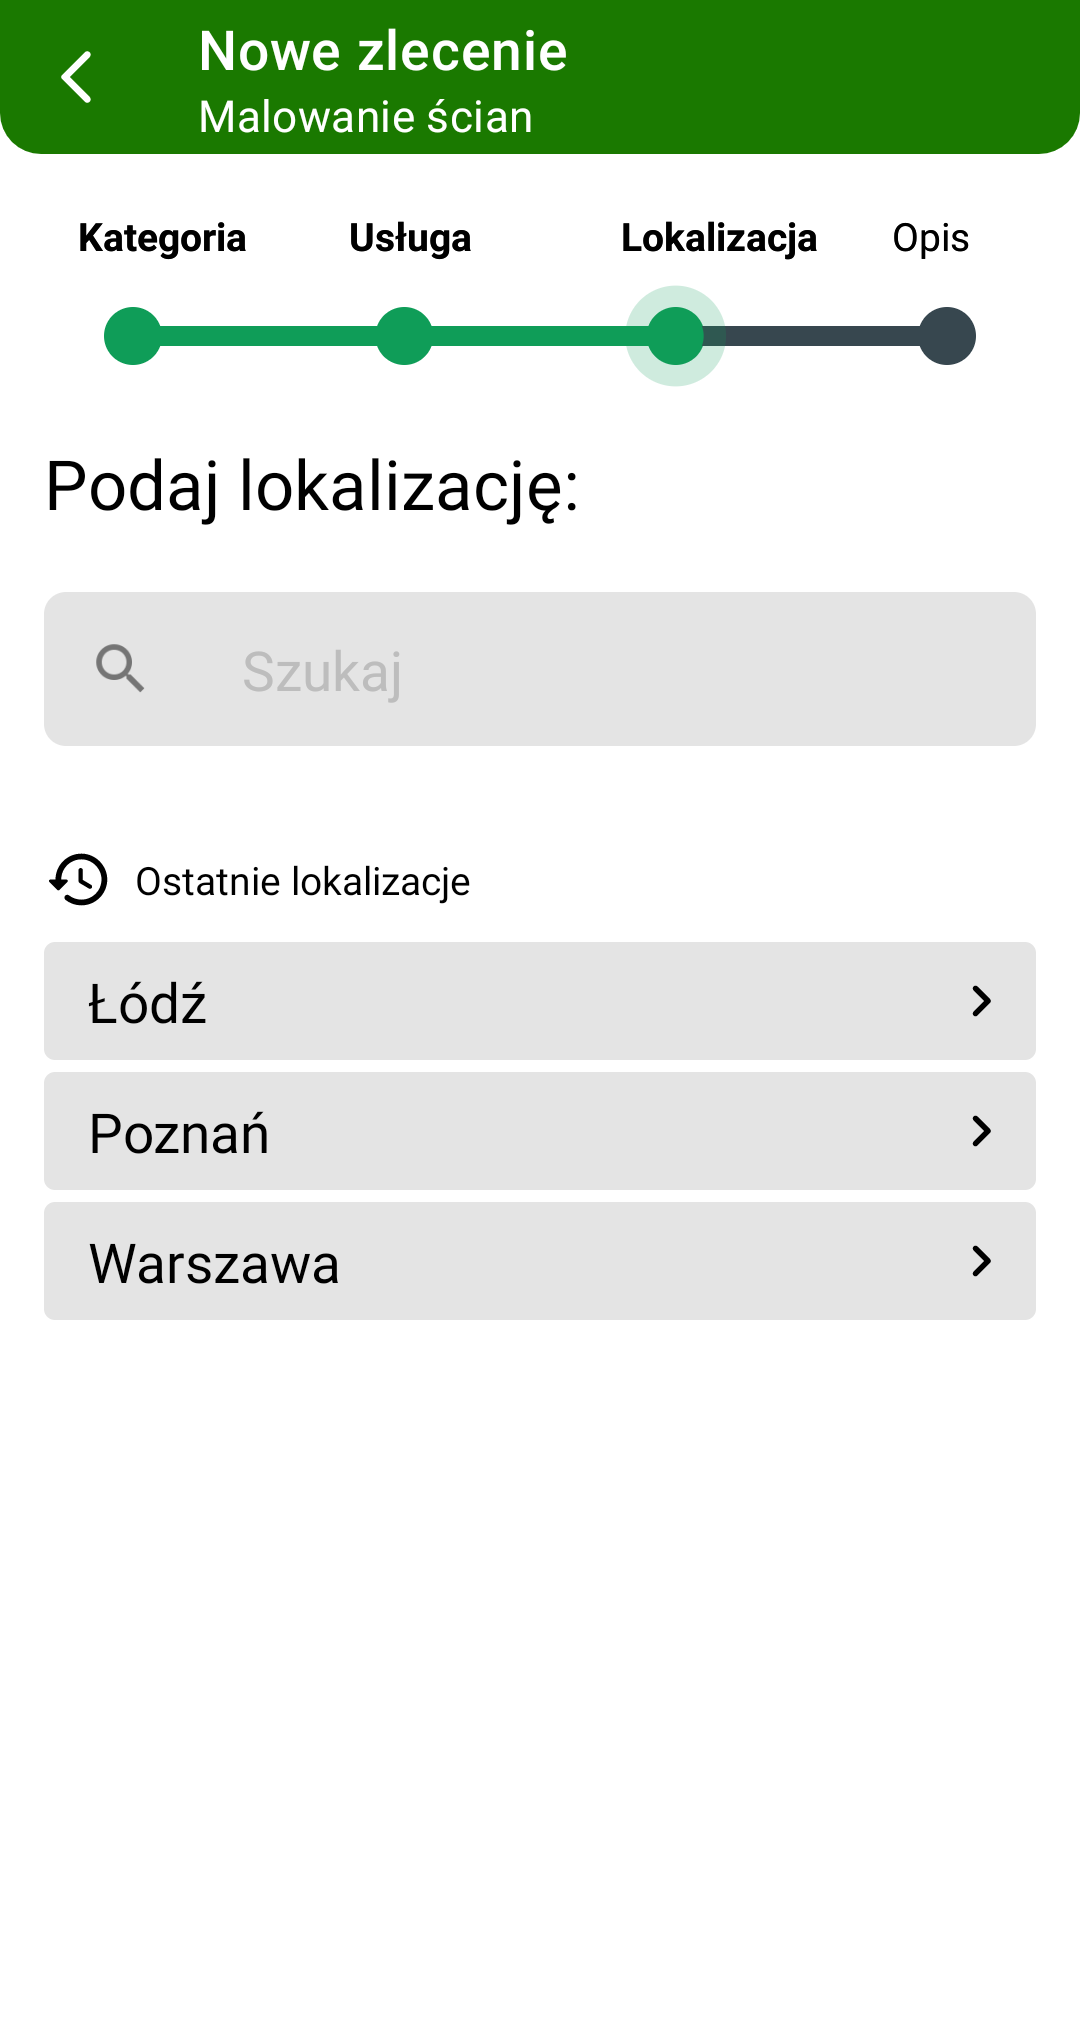 Nowe zlecenie
Malowanie ścian
Kategoria Usługa Lokalizacja Opis
Podaj lokalizację:
Szukaj
Ostatnie lokalizacje
Łódź
Poznań
Warszawa